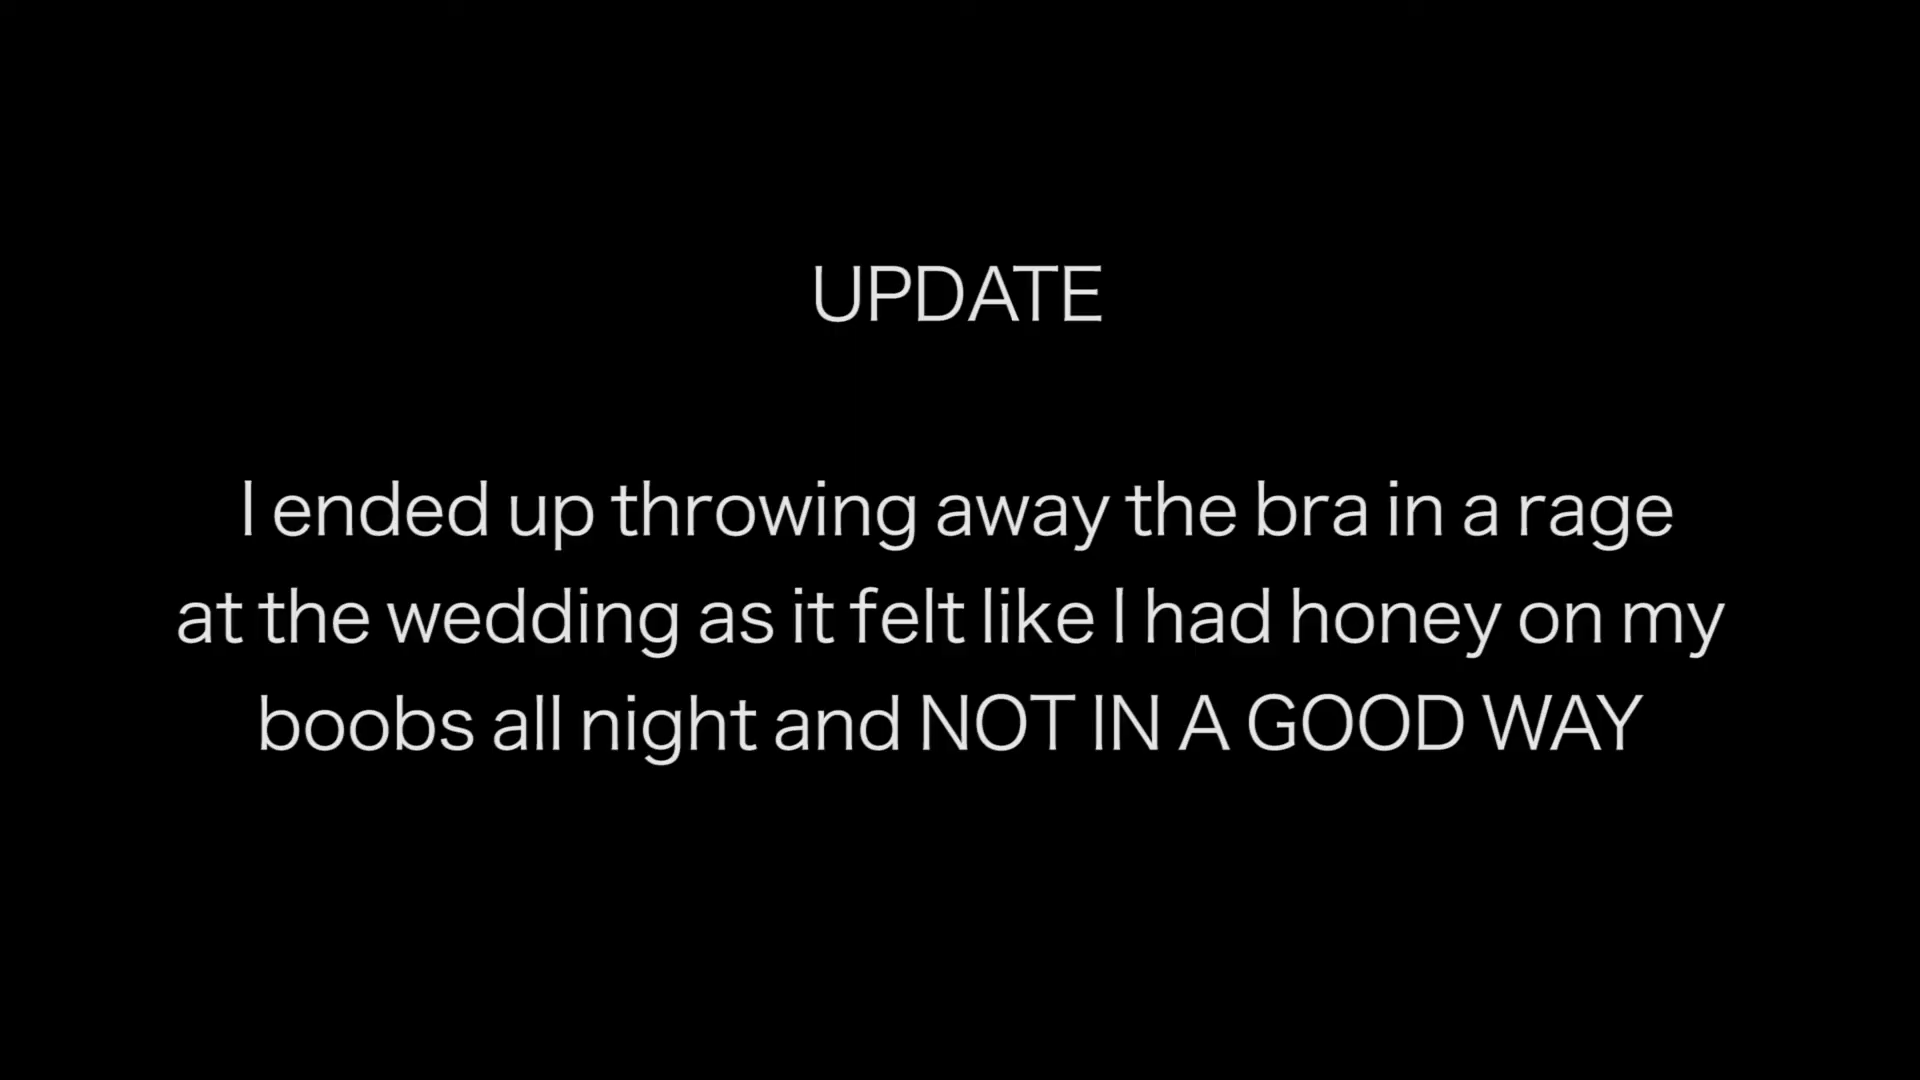 UPDATE
I ended up throwing away the bra in a rage
at the wedding as it felt like I had honey on my
boobs all night and NOT IN A GOOD WAY